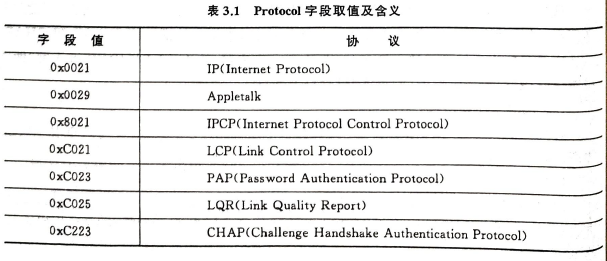 表 3.1 Protocol 字段取值及含义
字 段 值 协 议
0x0021 IP(Internet Protocol)
0x0029 Appletalk
0x8021 IPCP(Internet Protocol Control Protocol)
0xC021 LCP(Link Control Protocol)
0xC023 PAP(Password Authentication Protocol)
0xC025 LQR(Link Quality Report)
0xC223 CHAP(Challenge Handshake Authentication Protocol)